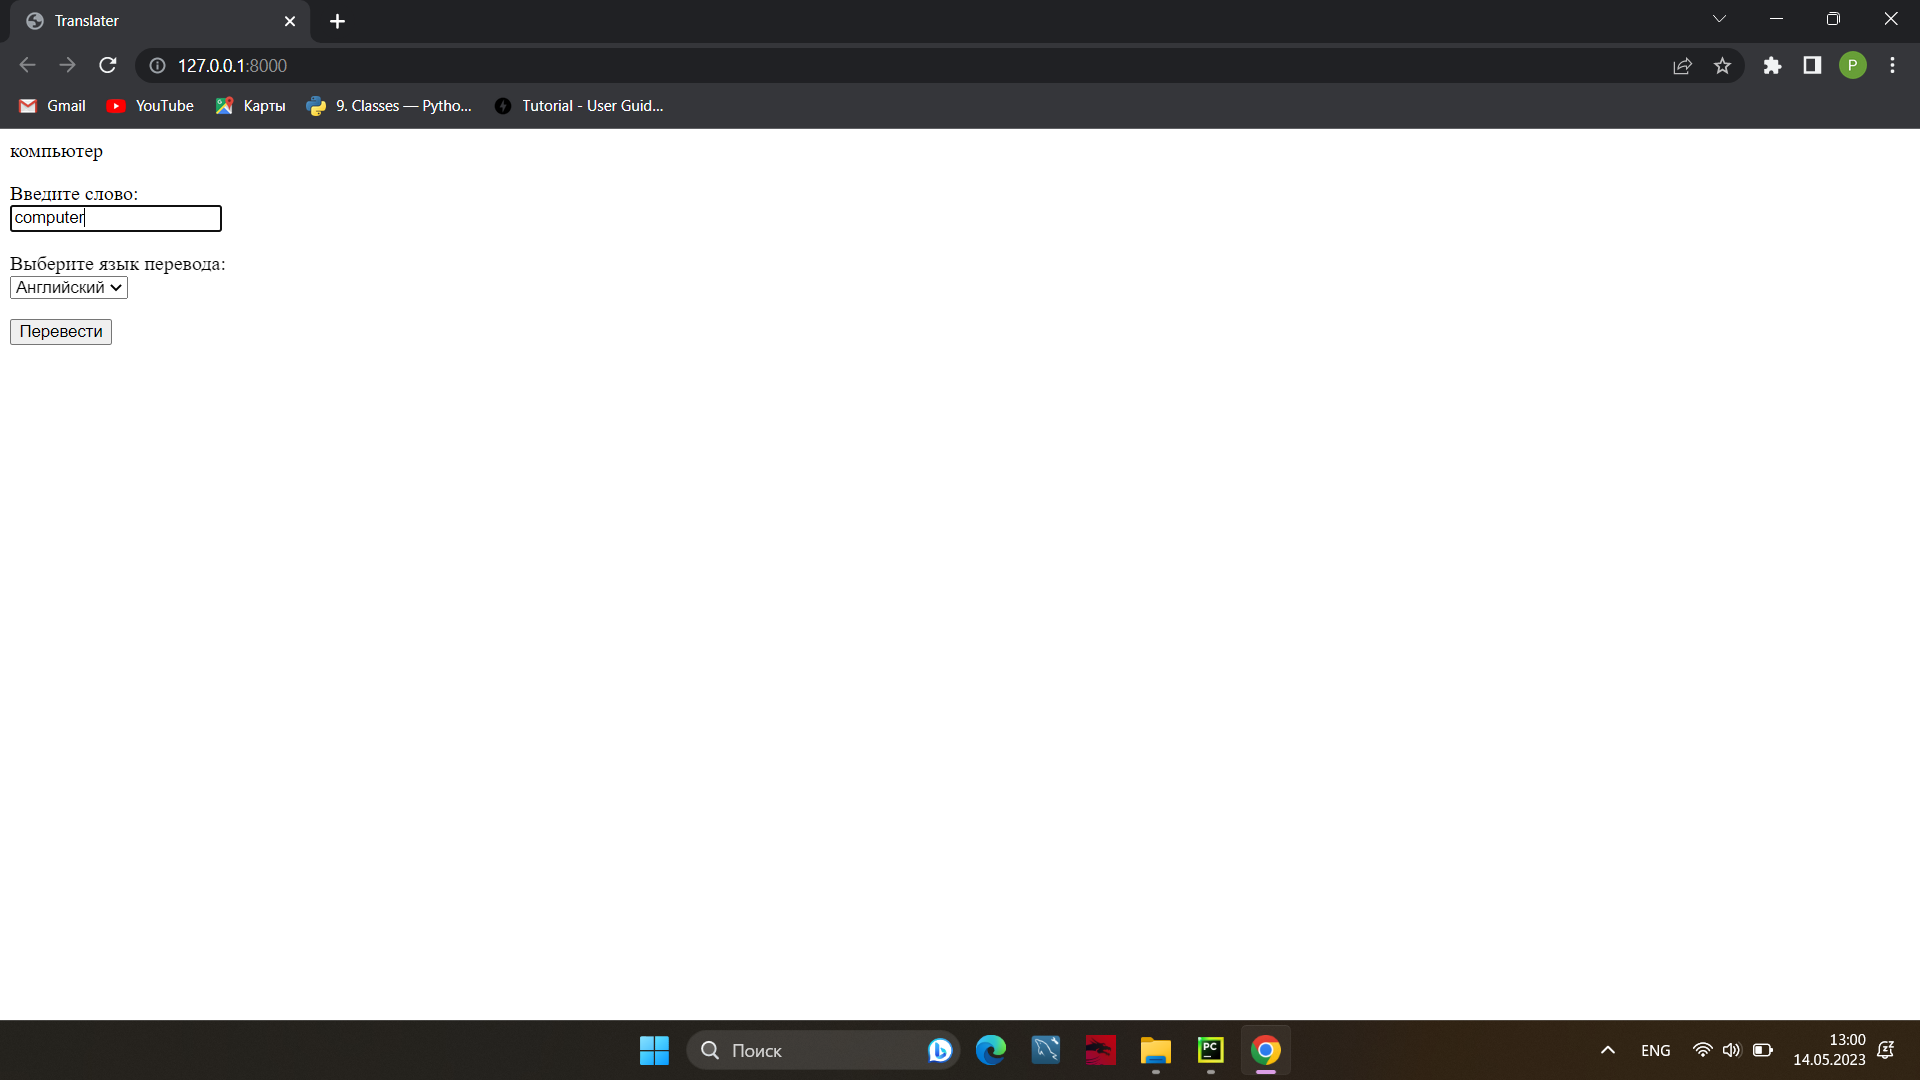 Translater
127.0.0.1:8000
P
Gmail YouTube Карты 9. Classes — Pytho... Tutorial - User Guid...
компьютер
Введите слово:
computer
Выберите язык перевода:
Английский
Перевести
Поиск
PC
ENG
13:00
14.05.2023